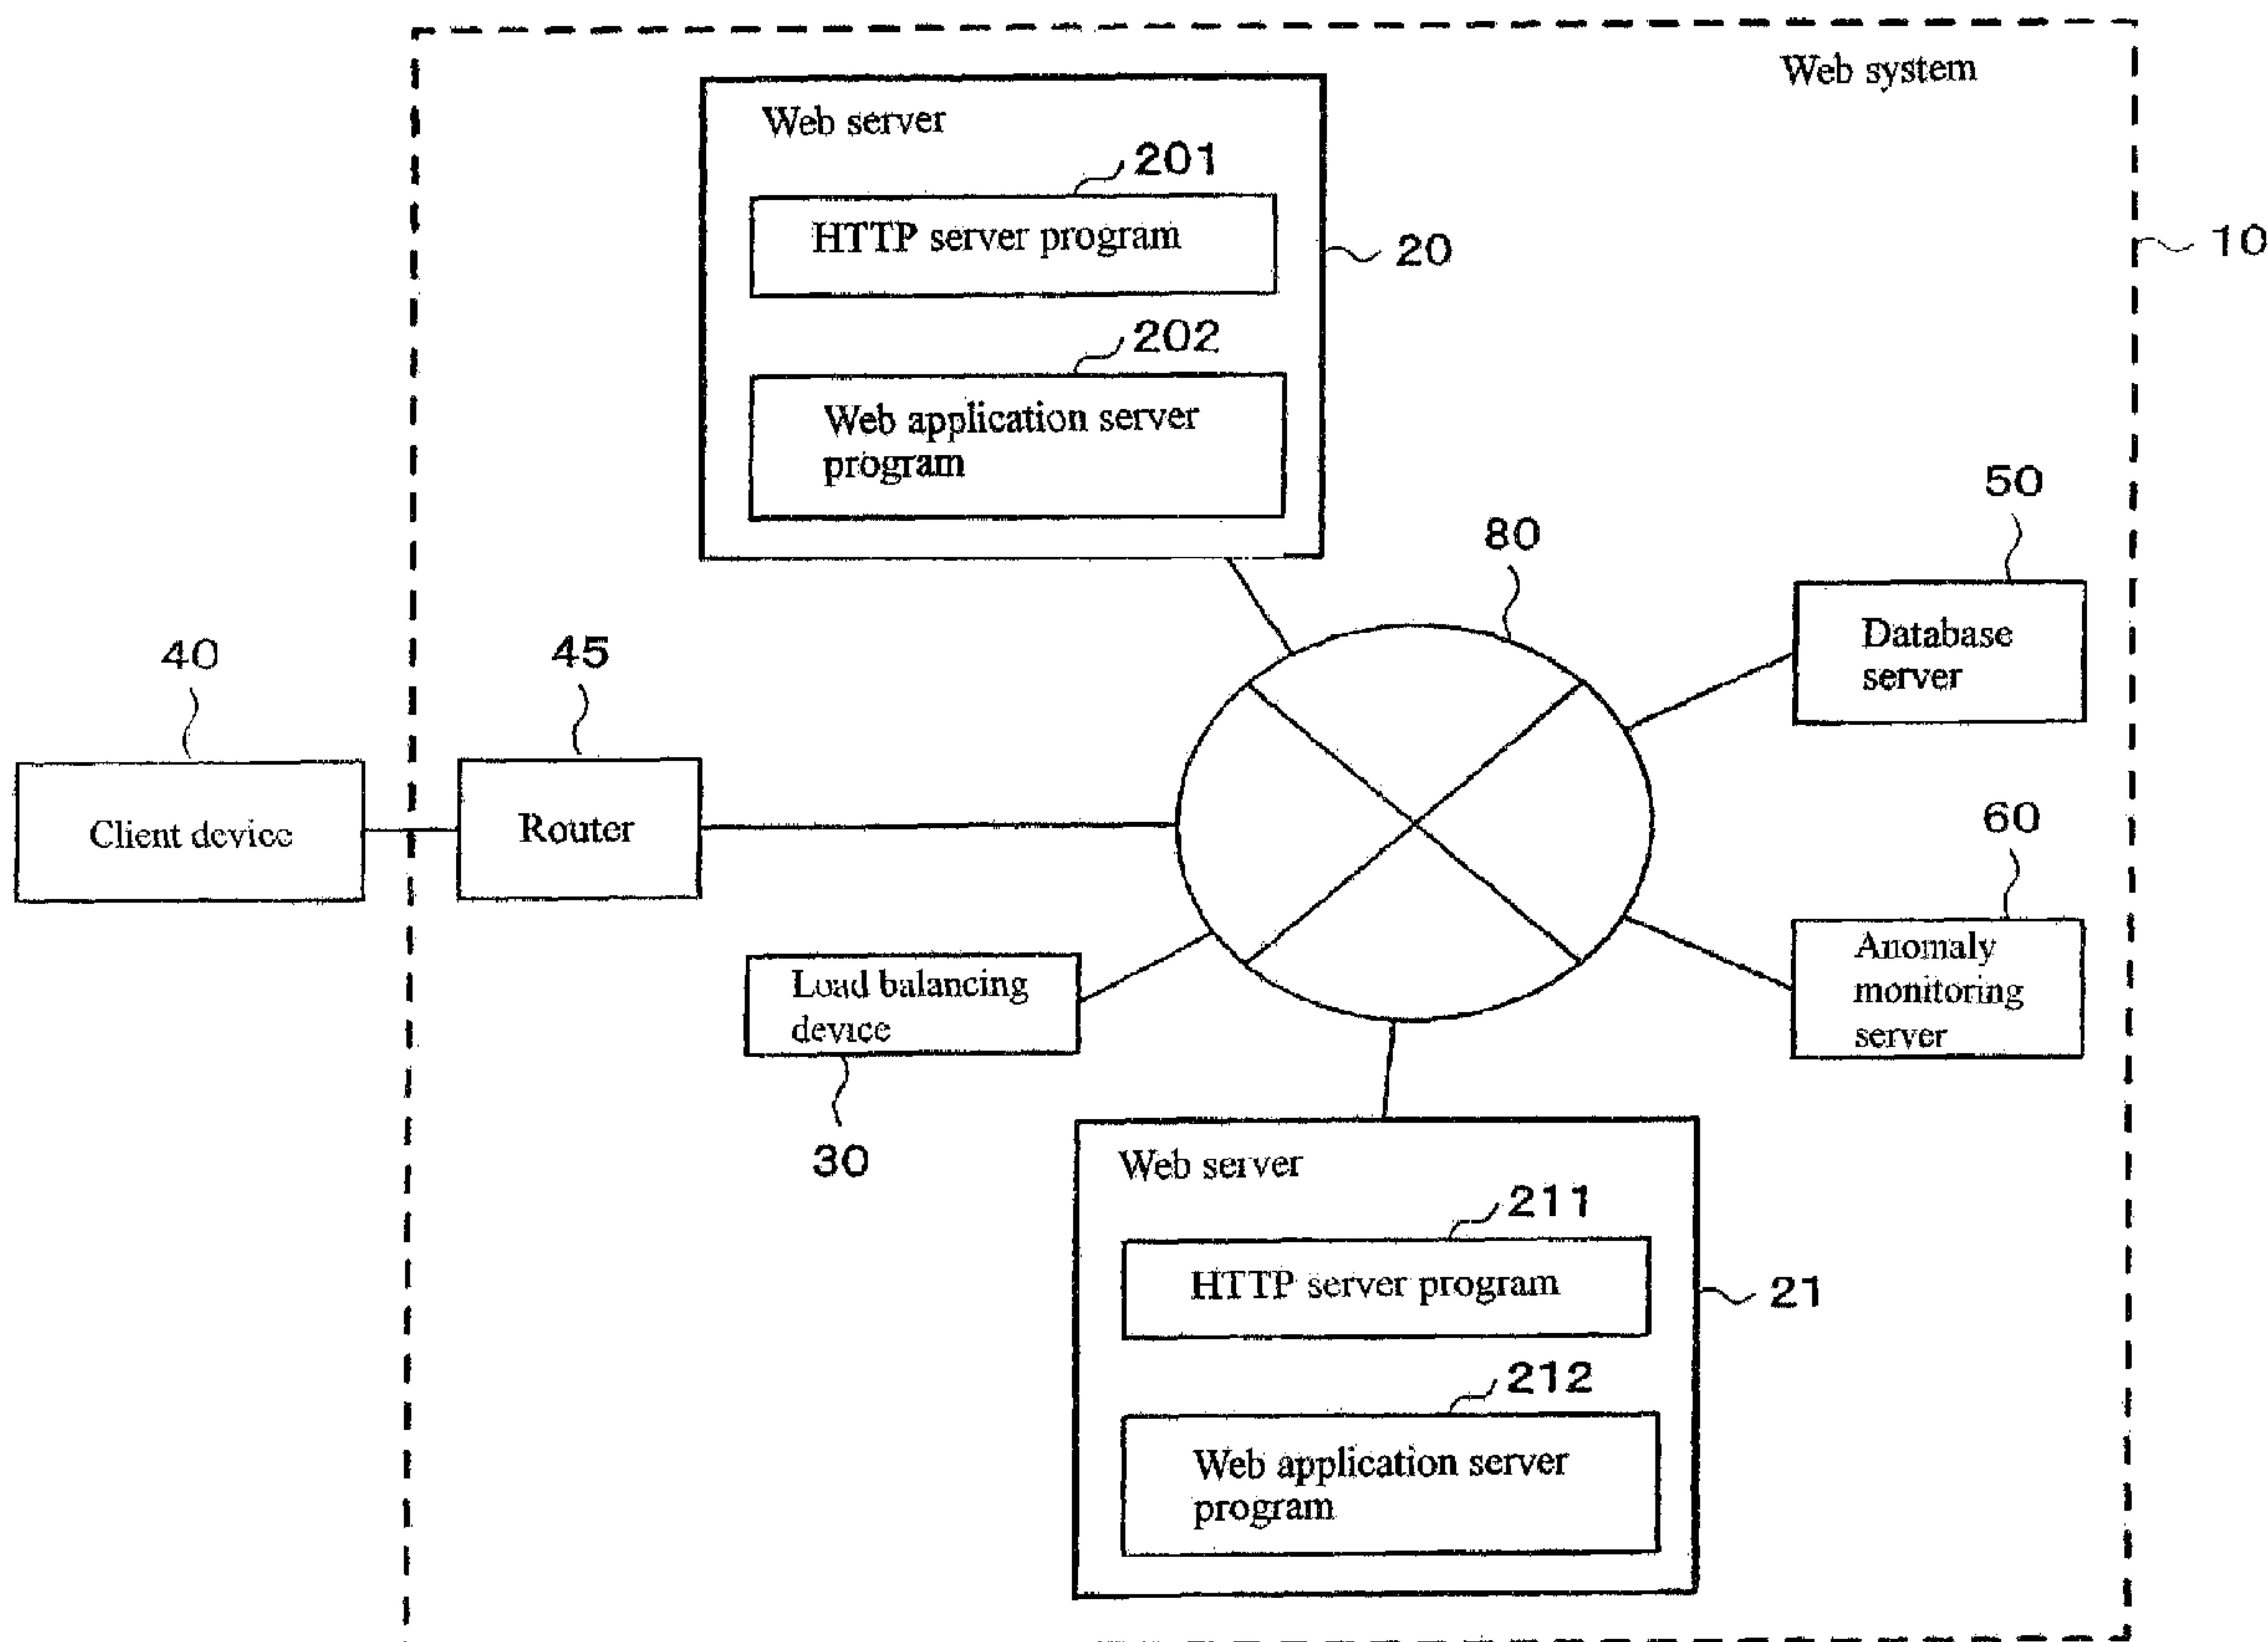 Web system
Web server
201
HTTP server program
20
10
202
Web application server
program
50
80
Database
server
40
45
Client device
Router
60
Anomaly
monitoring
server
Load balancing
device
30
Web server
211
HTTP server program
21
212
Web application server
program